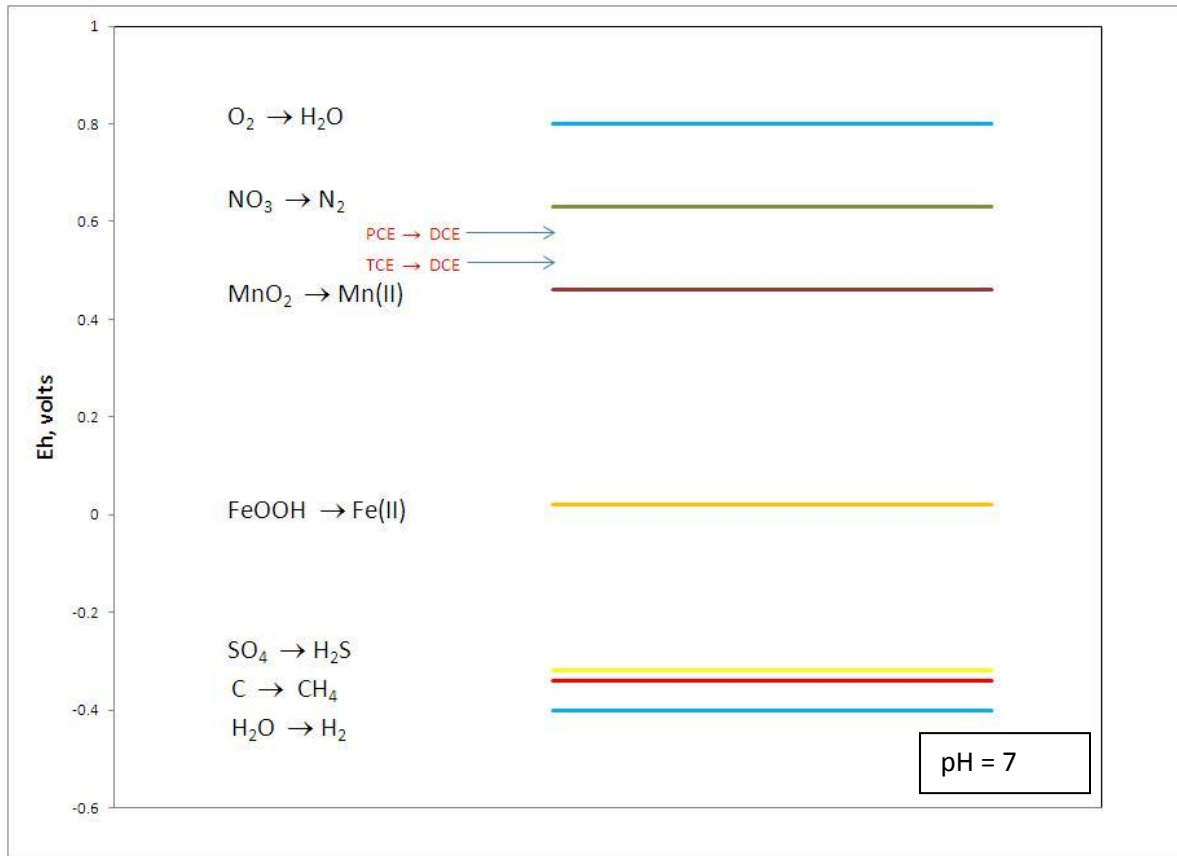 1
O₂ → H₂O
0.8
NO₃ → N₂
0.6
PCE → DCE
TCE → DCE
MnO₂ → Mn(II)
0.4
Eh, volts
0.2
FeOOH → Fe(II)
0
-0.2
SO₄ → H₂S
C → CH₄
-0.4
H₂O → H₂
pH = 7
-0.6